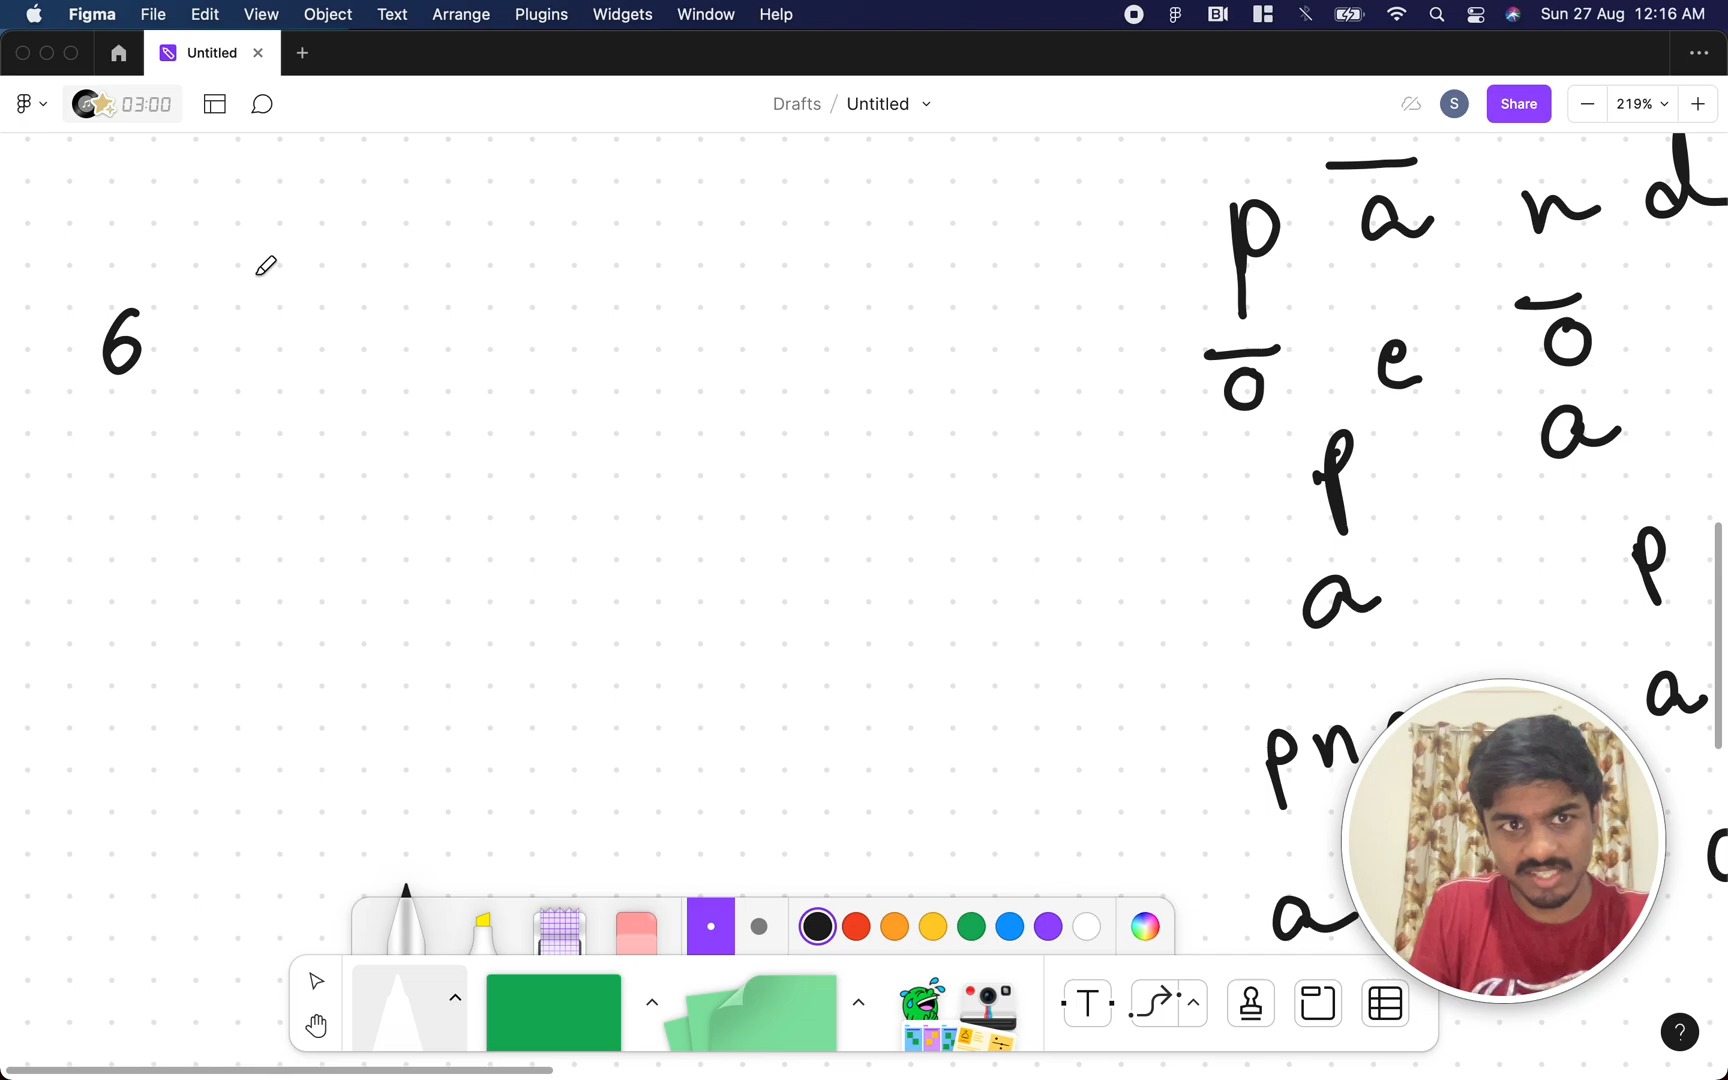 Figma File Edit View Object Text Arrange Plugins Widgets Window Help Sun 27 Aug 12:16 AM
Untitled
03:00 Drafts / Untitled S Share 219%
p a n d
6
o e o
p a
a p
a
p n
a
T
?